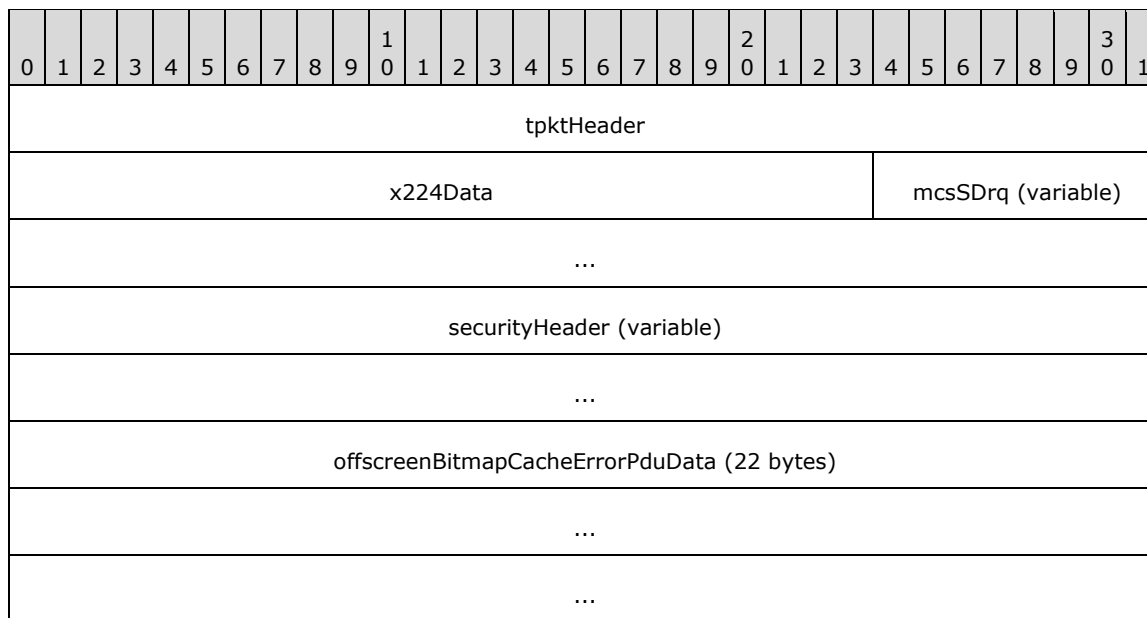 1 2 3
0 1 2 3 4 5 6 7 8 9 0 1 2 3 4 5 6 7 8 9 0 1 2 3 4 5 6 7 8 9 0 1
tpktHeader
x224Data mcsSDrq (variable)
...
securityHeader (variable)
...
offscreenBitmapCacheErrorPduData (22 bytes)
...
...